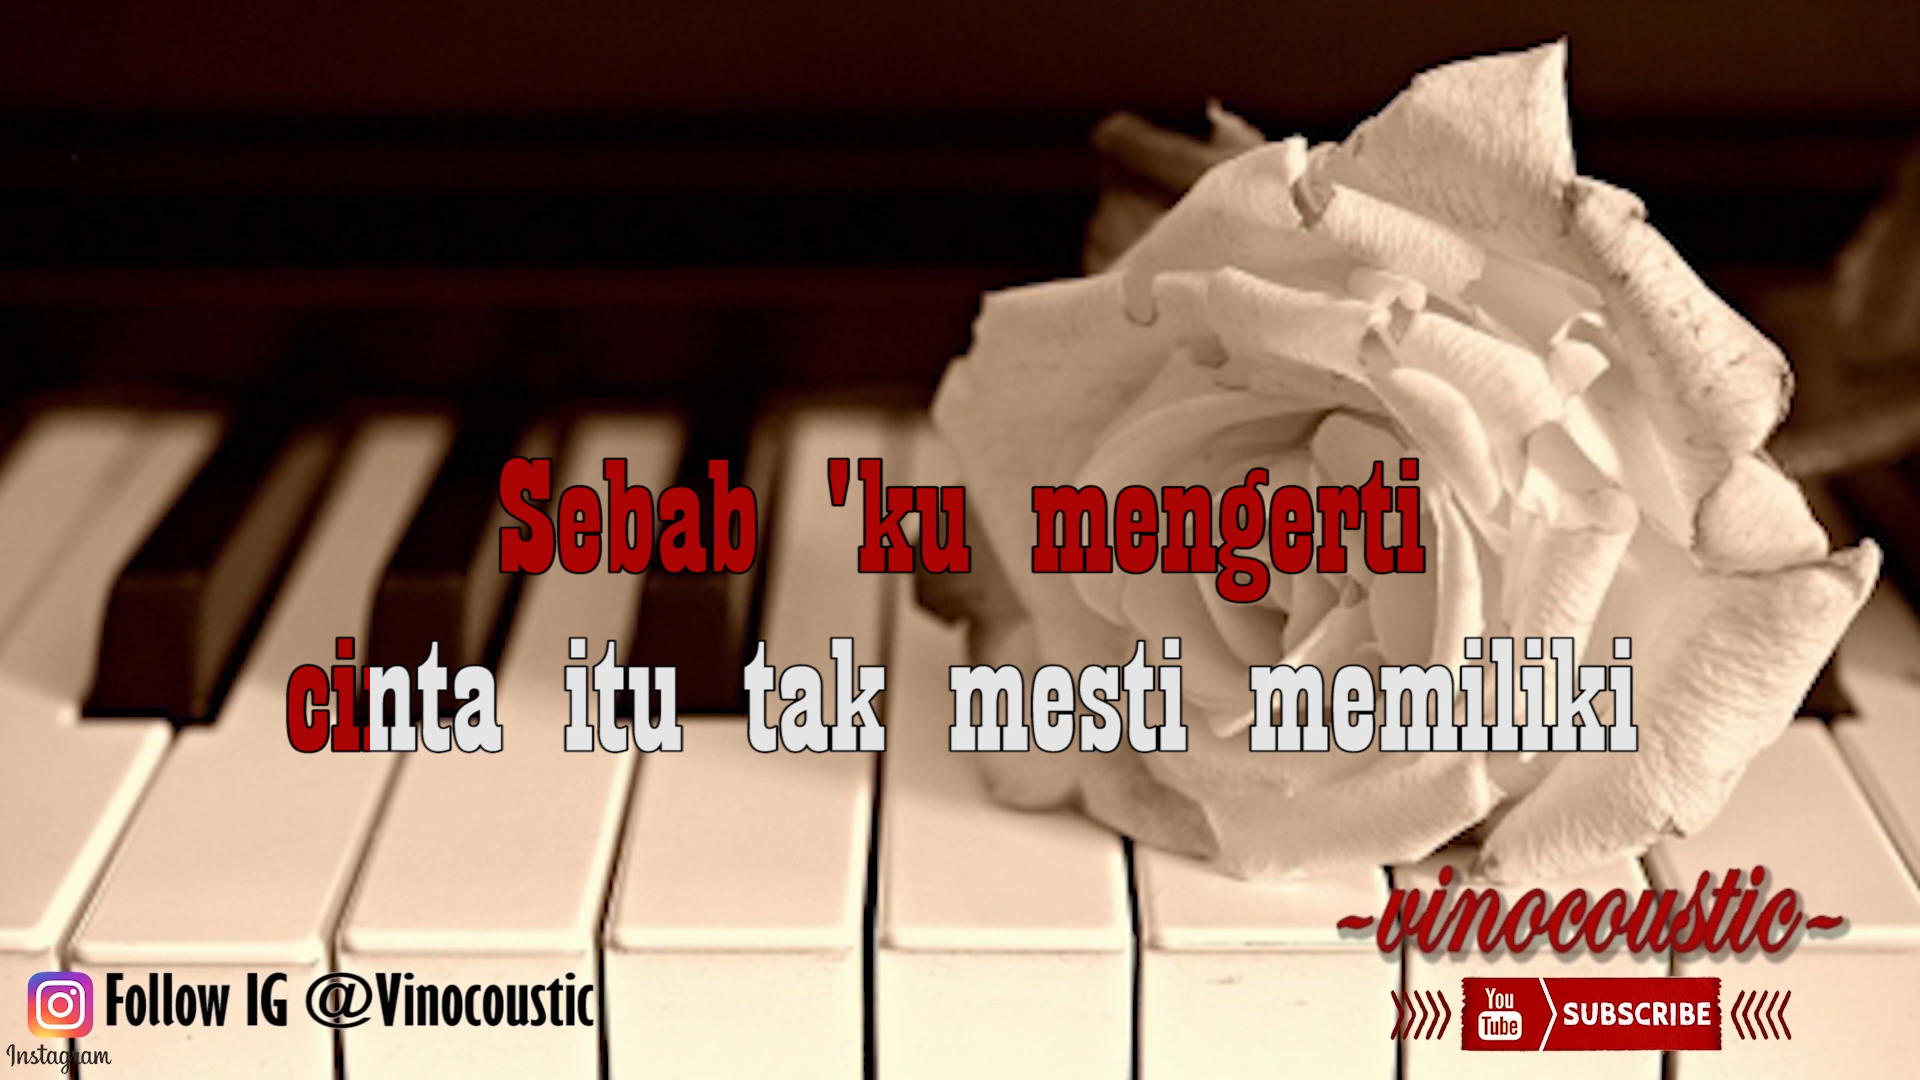 Sebab 'ku mengerti
cinta itu tak mesti memiliki
~vinocoustic~
Follow IG @Vinocoustic
Instagram
You
Tube
SUBSCRIBE